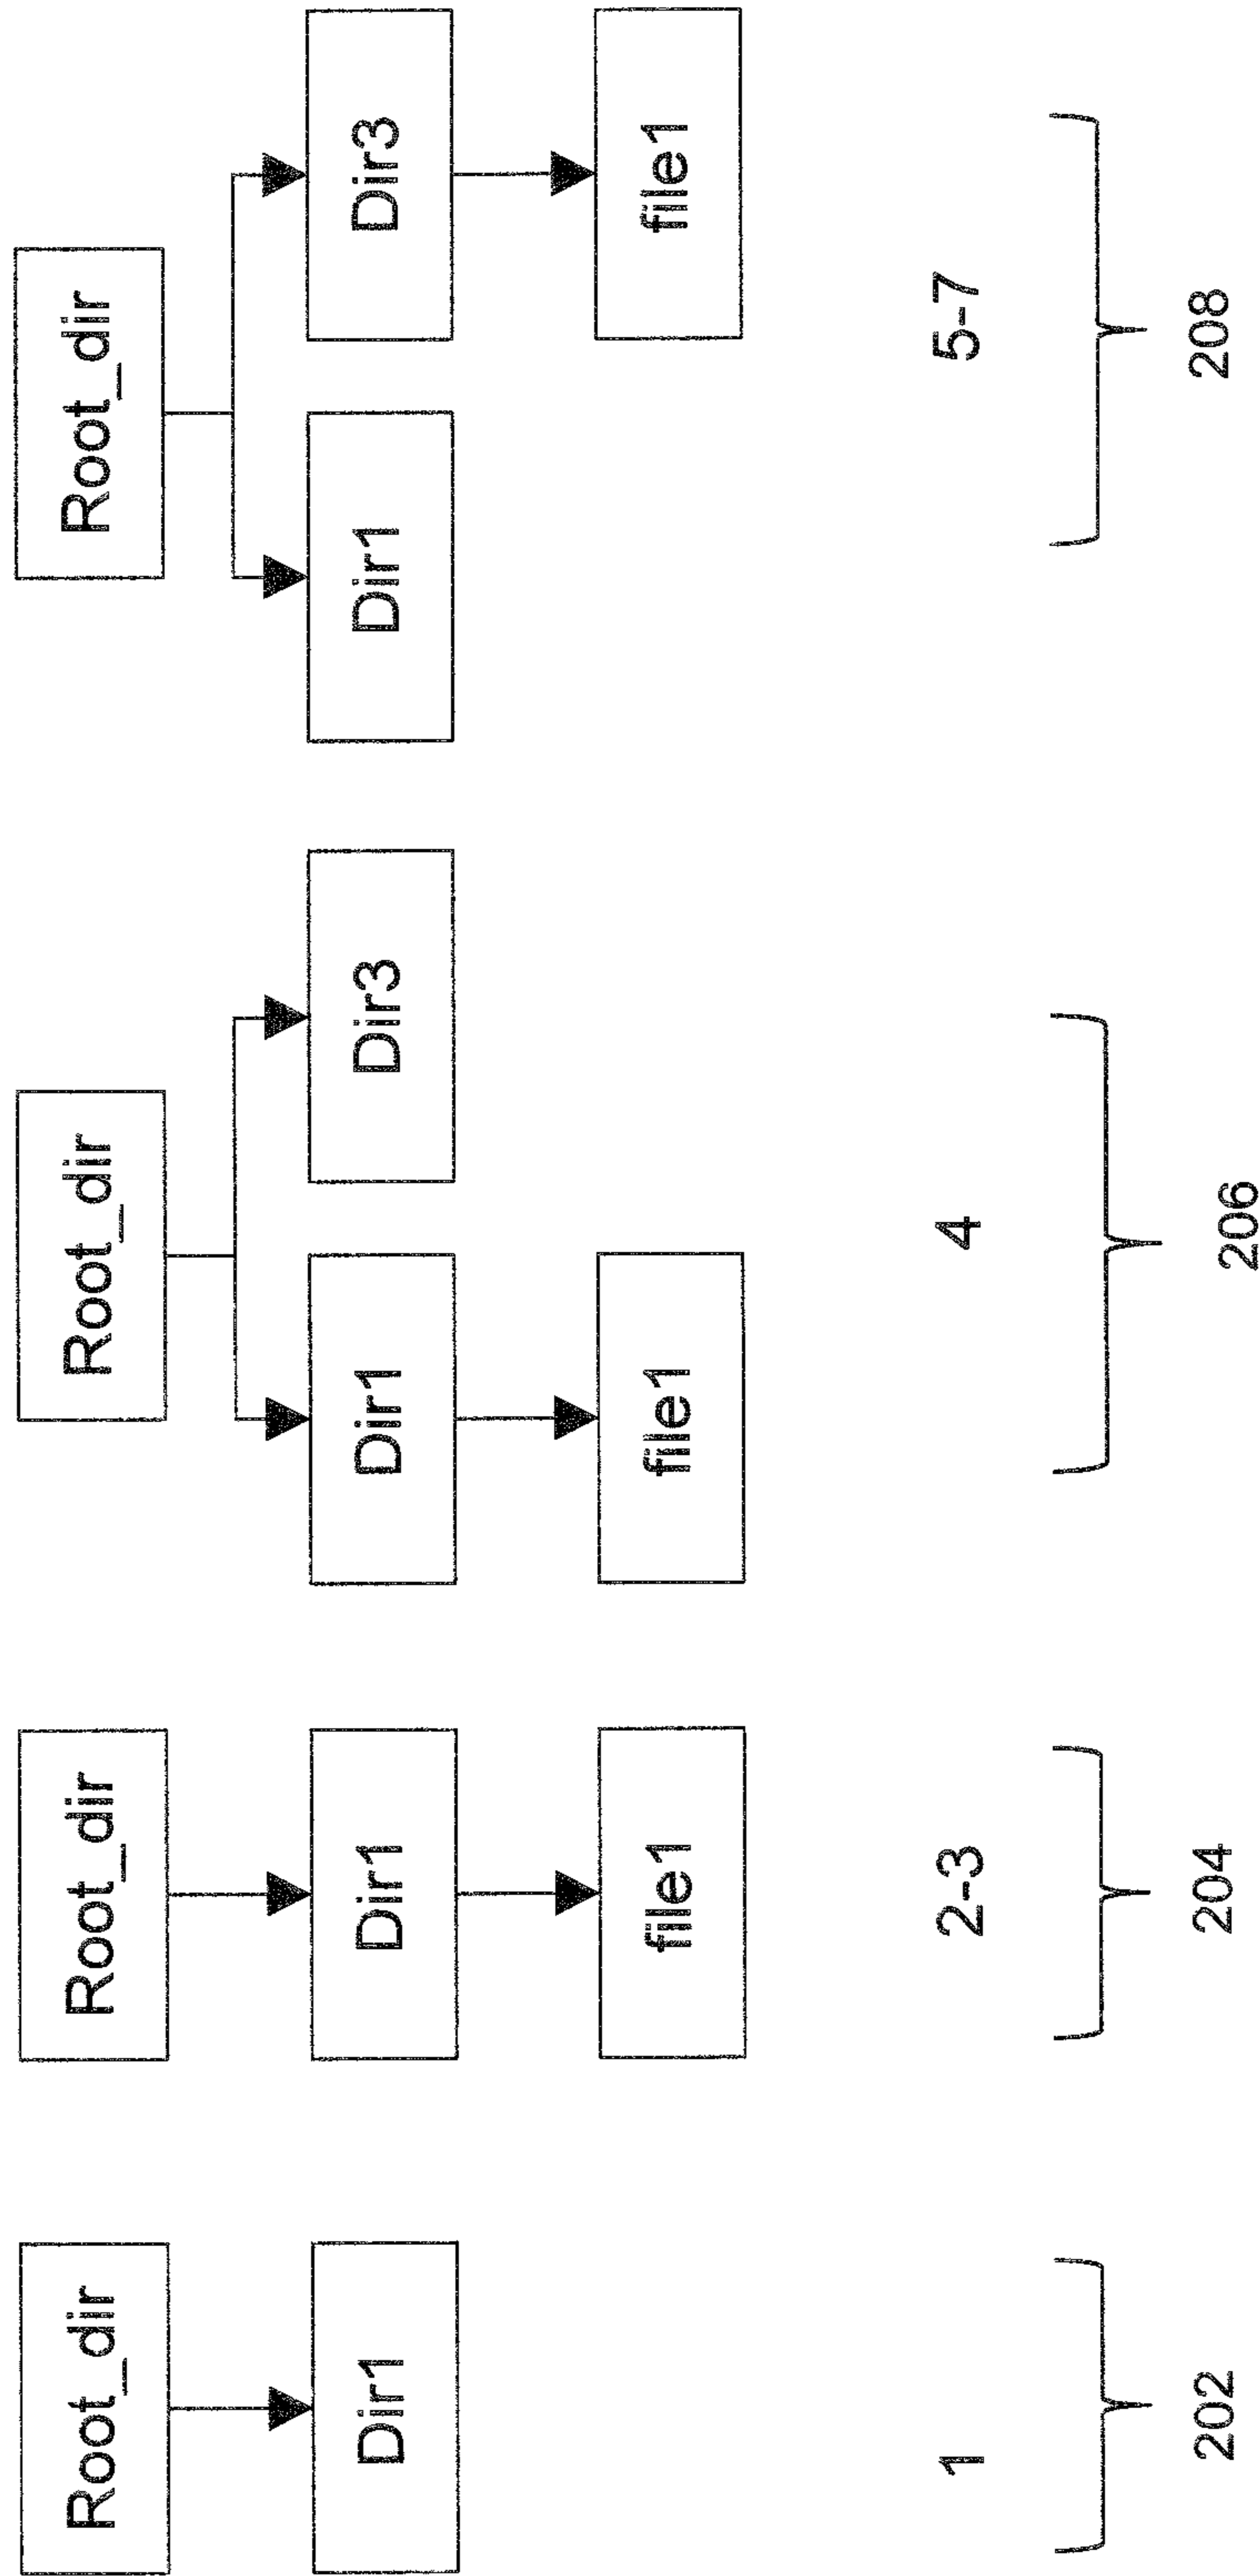 Root_dir
Dir1
1
202
Root_dir
Dir1
file1
2-3
204
Root_dir
Dir1
Dir3
file1
4
206
Root_dir
Dir1
Dir3
file1
5-7
208